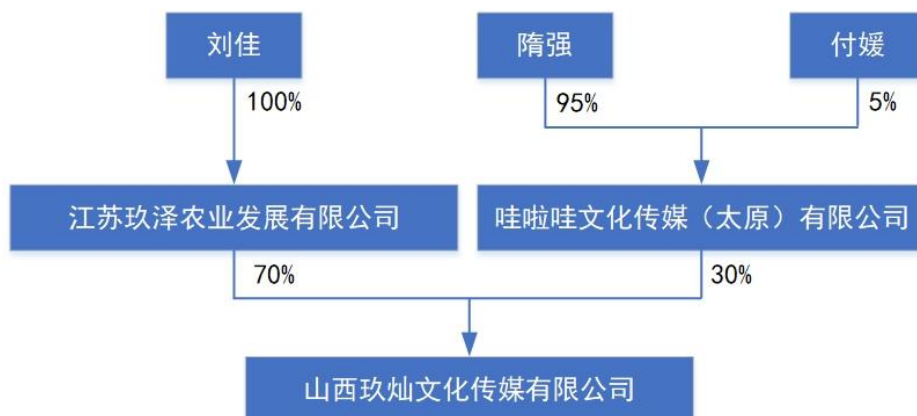 刘佳
隋强
付媛
100%
95%
5%
江苏玖泽农业发展有限公司
哇啦哇文化传媒（太原）有限公司
70%
30%
山西玖灿文化传媒有限公司